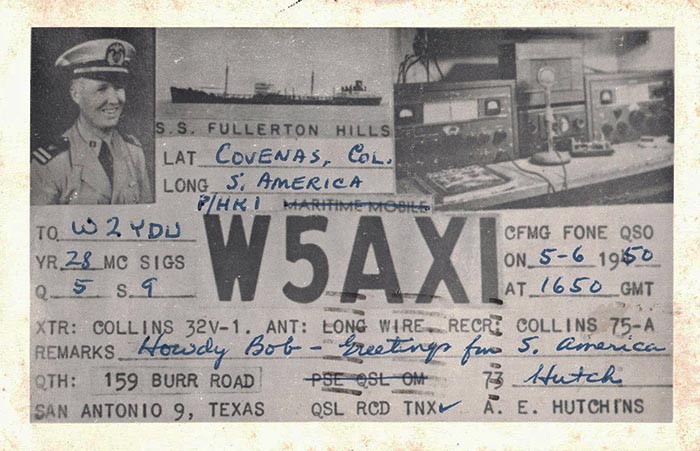 S.S. FULLERTON HILLS
LAT COVENAS, COL.
LONG S. AMERICA
P/HK1 MARITIME MOBILE
TO W2YDU W5AXI CFMG FONE QSO
YR 28 MC SIGS ON 5-6 1950
Q 5 S 9 AT 1650 GMT
XTR: COLLINS 32V-1. ANT: LONG WIRE. RECR: COLLINS 75-A
REMARKS Howdy Bob - Greetings fm S. America
QTH: 159 BURR ROAD PSE QSL OM 73 Hutch
SAN ANTONIO 9, TEXAS QSL RCD TNX✓ A. E. HUTCHINS